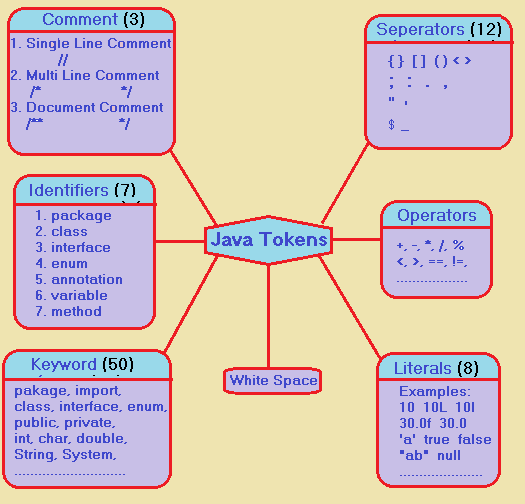 Comment (3)
1. Single Line Comment
//
2. Multi Line Comment
/* */
3. Document Comment
/** */
Seperators (12)
{ } [ ] ( ) < >
; : . ,
" '
$ _
Identifiers (7)
1. package
2. class
3. interface
4. enum
5. annotation
6. variable
7. method
Java Tokens
Operators
+, -, *, /, %
<, >, ==, !=,
....................
Keyword (50)
pakage, import,
class, interface, enum,
public, private,
int, char, double,
String, System,
...............................
White Space
Literals (8)
Examples:
10 10L 10l
30.0f 30.0
'a' true false
"ab" null
.......................